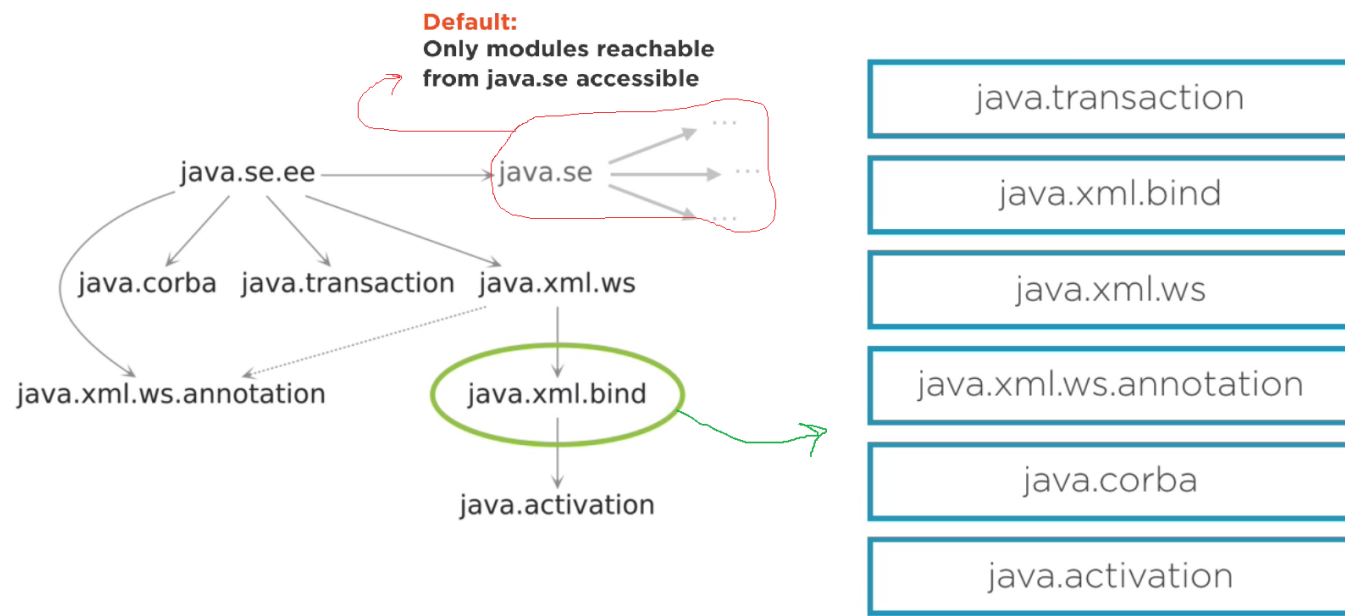 Default:
Only modules reachable
from java.se accessible
...
java.se.ee
java.se
...
...
java.corba
java.transaction
java.xml.ws
java.xml.ws.annotation
java.xml.bind
java.activation
java.transaction
java.xml.bind
java.xml.ws
java.xml.ws.annotation
java.corba
java.activation